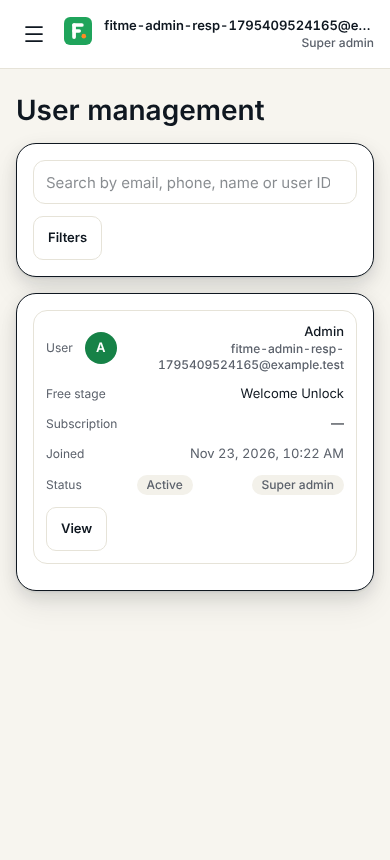 F
fitme-admin-resp-1795409524165@e...
Super admin
User management
Search by email, phone, name or user ID
Filters
User
A
Admin
fitme-admin-resp-
1795409524165@example.test
Free stage
Welcome Unlock
Subscription
—
Joined
Nov 23, 2026, 10:22 AM
Status
Active
Super admin
View